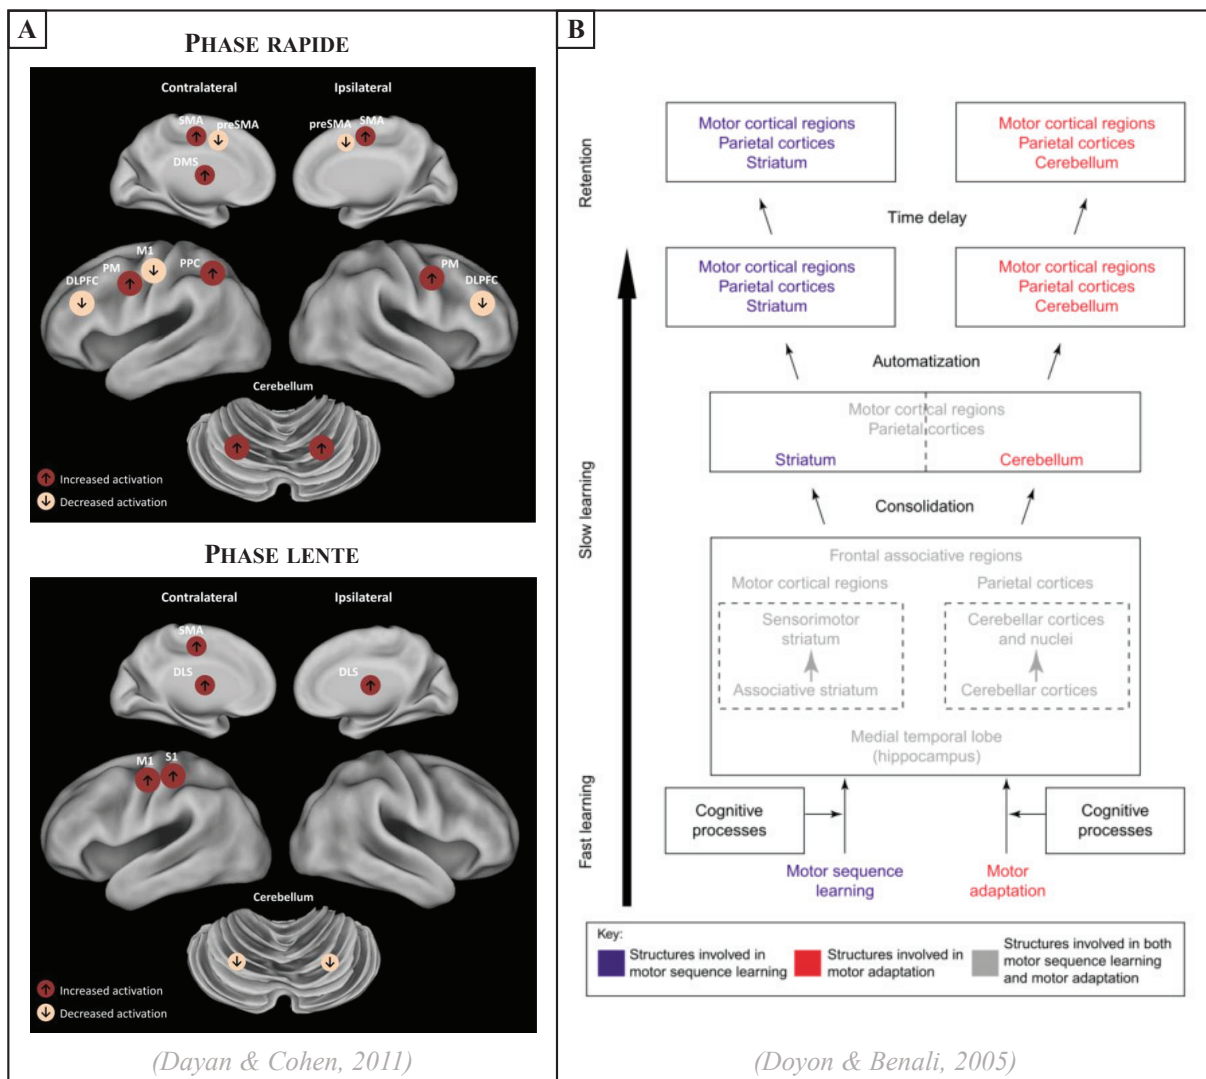 A
PHASE RAPIDE
Contralateral
Ipsilateral
SMA
preSMA
preSMA
SMA
DMS
M1
PM
PPC
DLPFC
PM
DLPFC
Cerebellum
Increased activation
Decreased activation
PHASE LENTE
Contralateral
Ipsilateral
SMA
DLS
DLS
M1
S1
Cerebellum
Increased activation
Decreased activation
(Dayan & Cohen, 2011)
B
Retention
Slow learning
Fast learning
Motor cortical regions
Parietal cortices
Striatum
Motor cortical regions
Parietal cortices
Cerebellum
Time delay
Motor cortical regions
Parietal cortices
Striatum
Motor cortical regions
Parietal cortices
Cerebellum
Automatization
Motor cortical regions
Parietal cortices
Striatum
Cerebellum
Consolidation
Frontal associative regions
Motor cortical regions
Parietal cortices
Sensorimotor
striatum
Associative striatum
Cerebellar cortices
and nuclei
Cerebellar cortices
Medial temporal lobe
(hippocampus)
Cognitive
processes
Cognitive
processes
Motor sequence
learning
Motor
adaptation
Key:
Structures involved in
motor sequence learning
Structures involved in
motor adaptation
Structures involved in both
motor sequence learning
and motor adaptation
(Doyon & Benali, 2005)